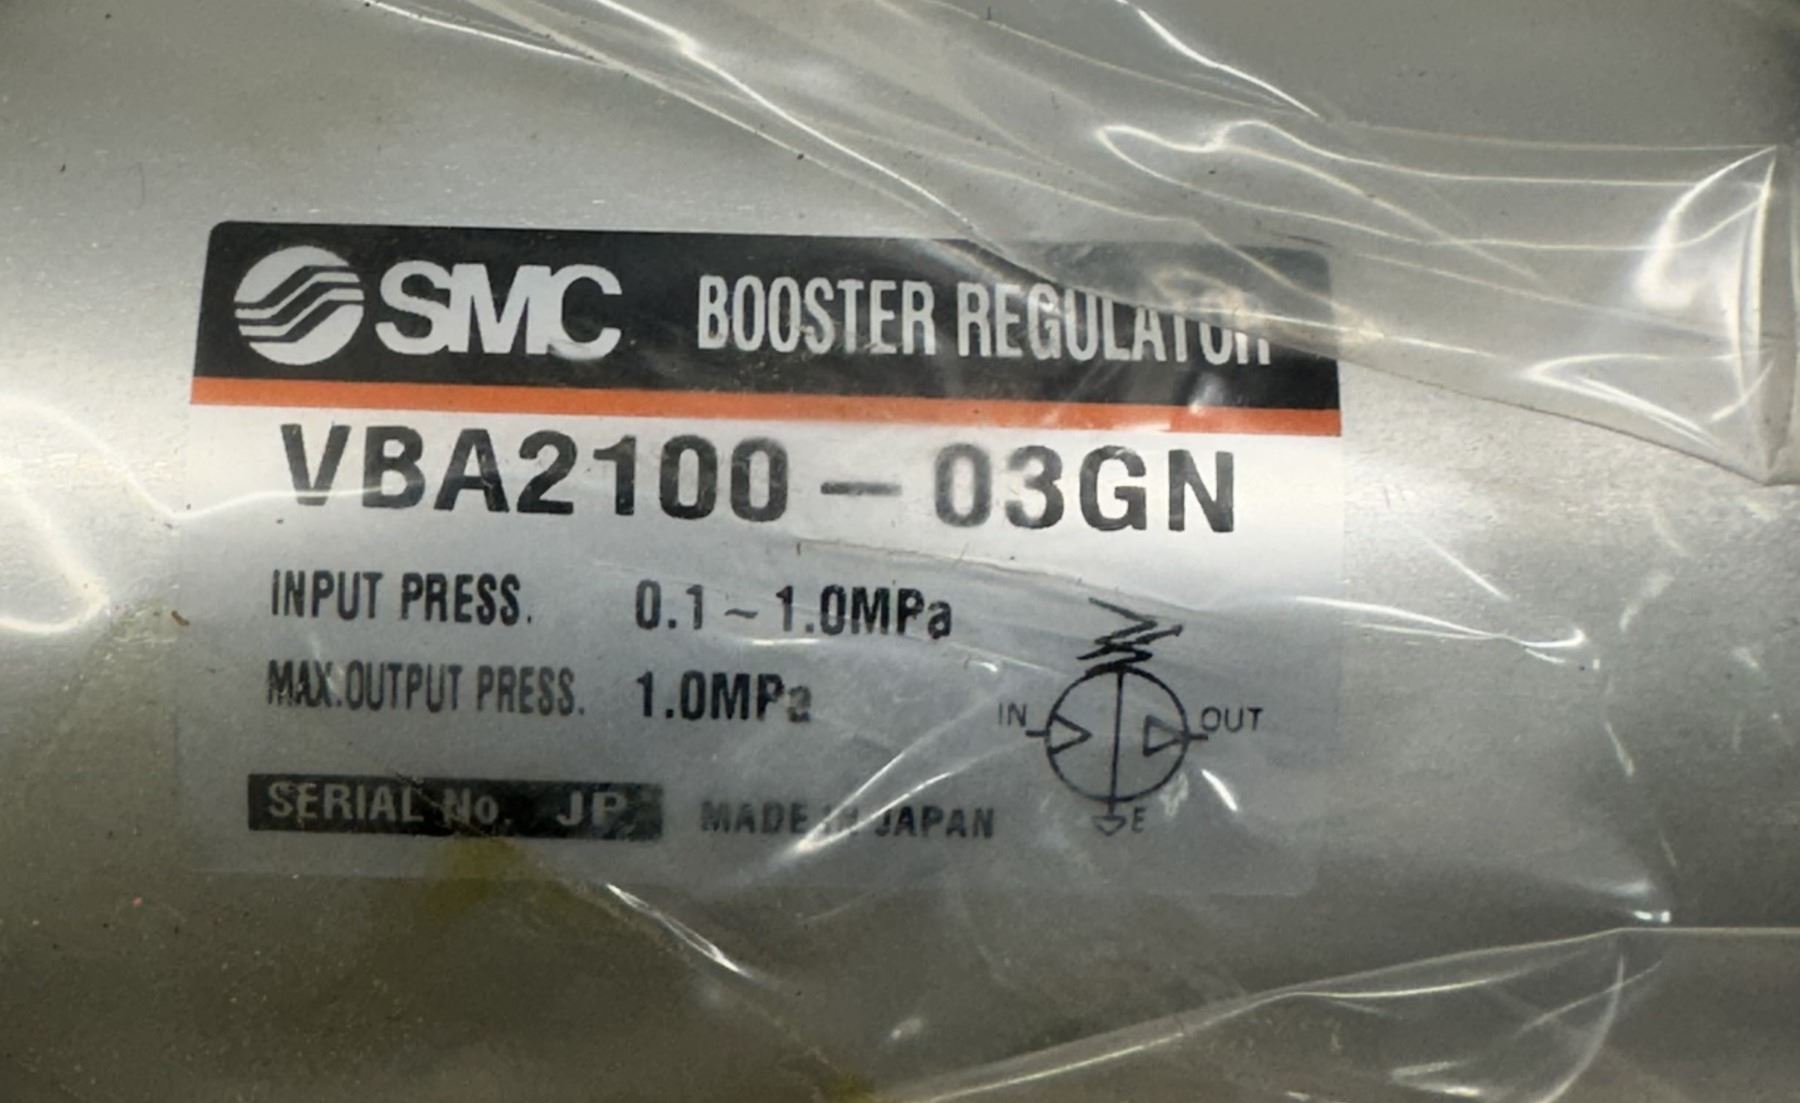 SMC BOOSTER REGULATOR
VBA2100-03GN
INPUT PRESS. 0.1~1.0MPa
MAX.OUTPUT PRESS. 1.0MPa
IN OUT
SERIAL No. JP MADE IN JAPAN
E